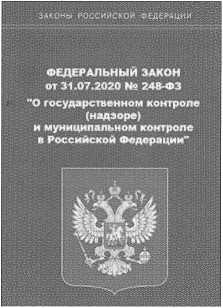 ЗАКОНЫ РОССИЙСКОЙ ФЕДЕРАЦИИ
ФЕДЕРАЛЬНЫЙ ЗАКОН
от 31.07.2020 № 248-ФЗ
"О государственном контроле
(надзоре)
и муниципальном контроле
в Российской Федерации"